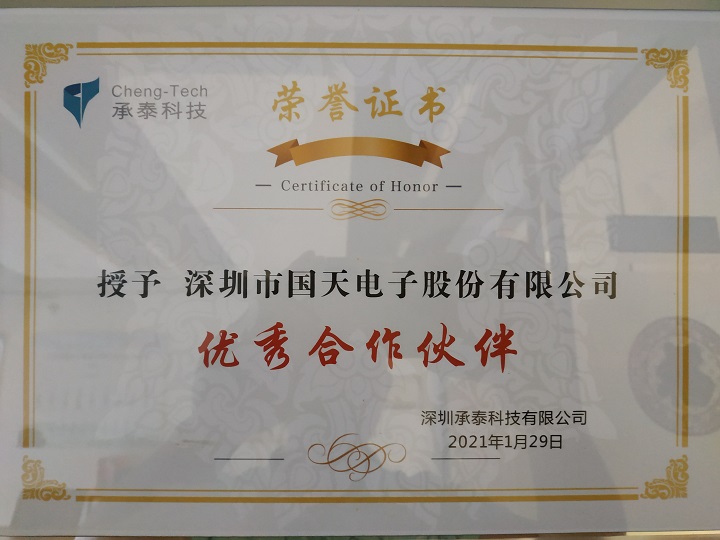 Cheng-Tech
承泰科技
荣誉证书
— Certificate of Honor —
授予 深圳市国天电子股份有限公司
优秀合作伙伴
深圳承泰科技有限公司
2021年1月29日